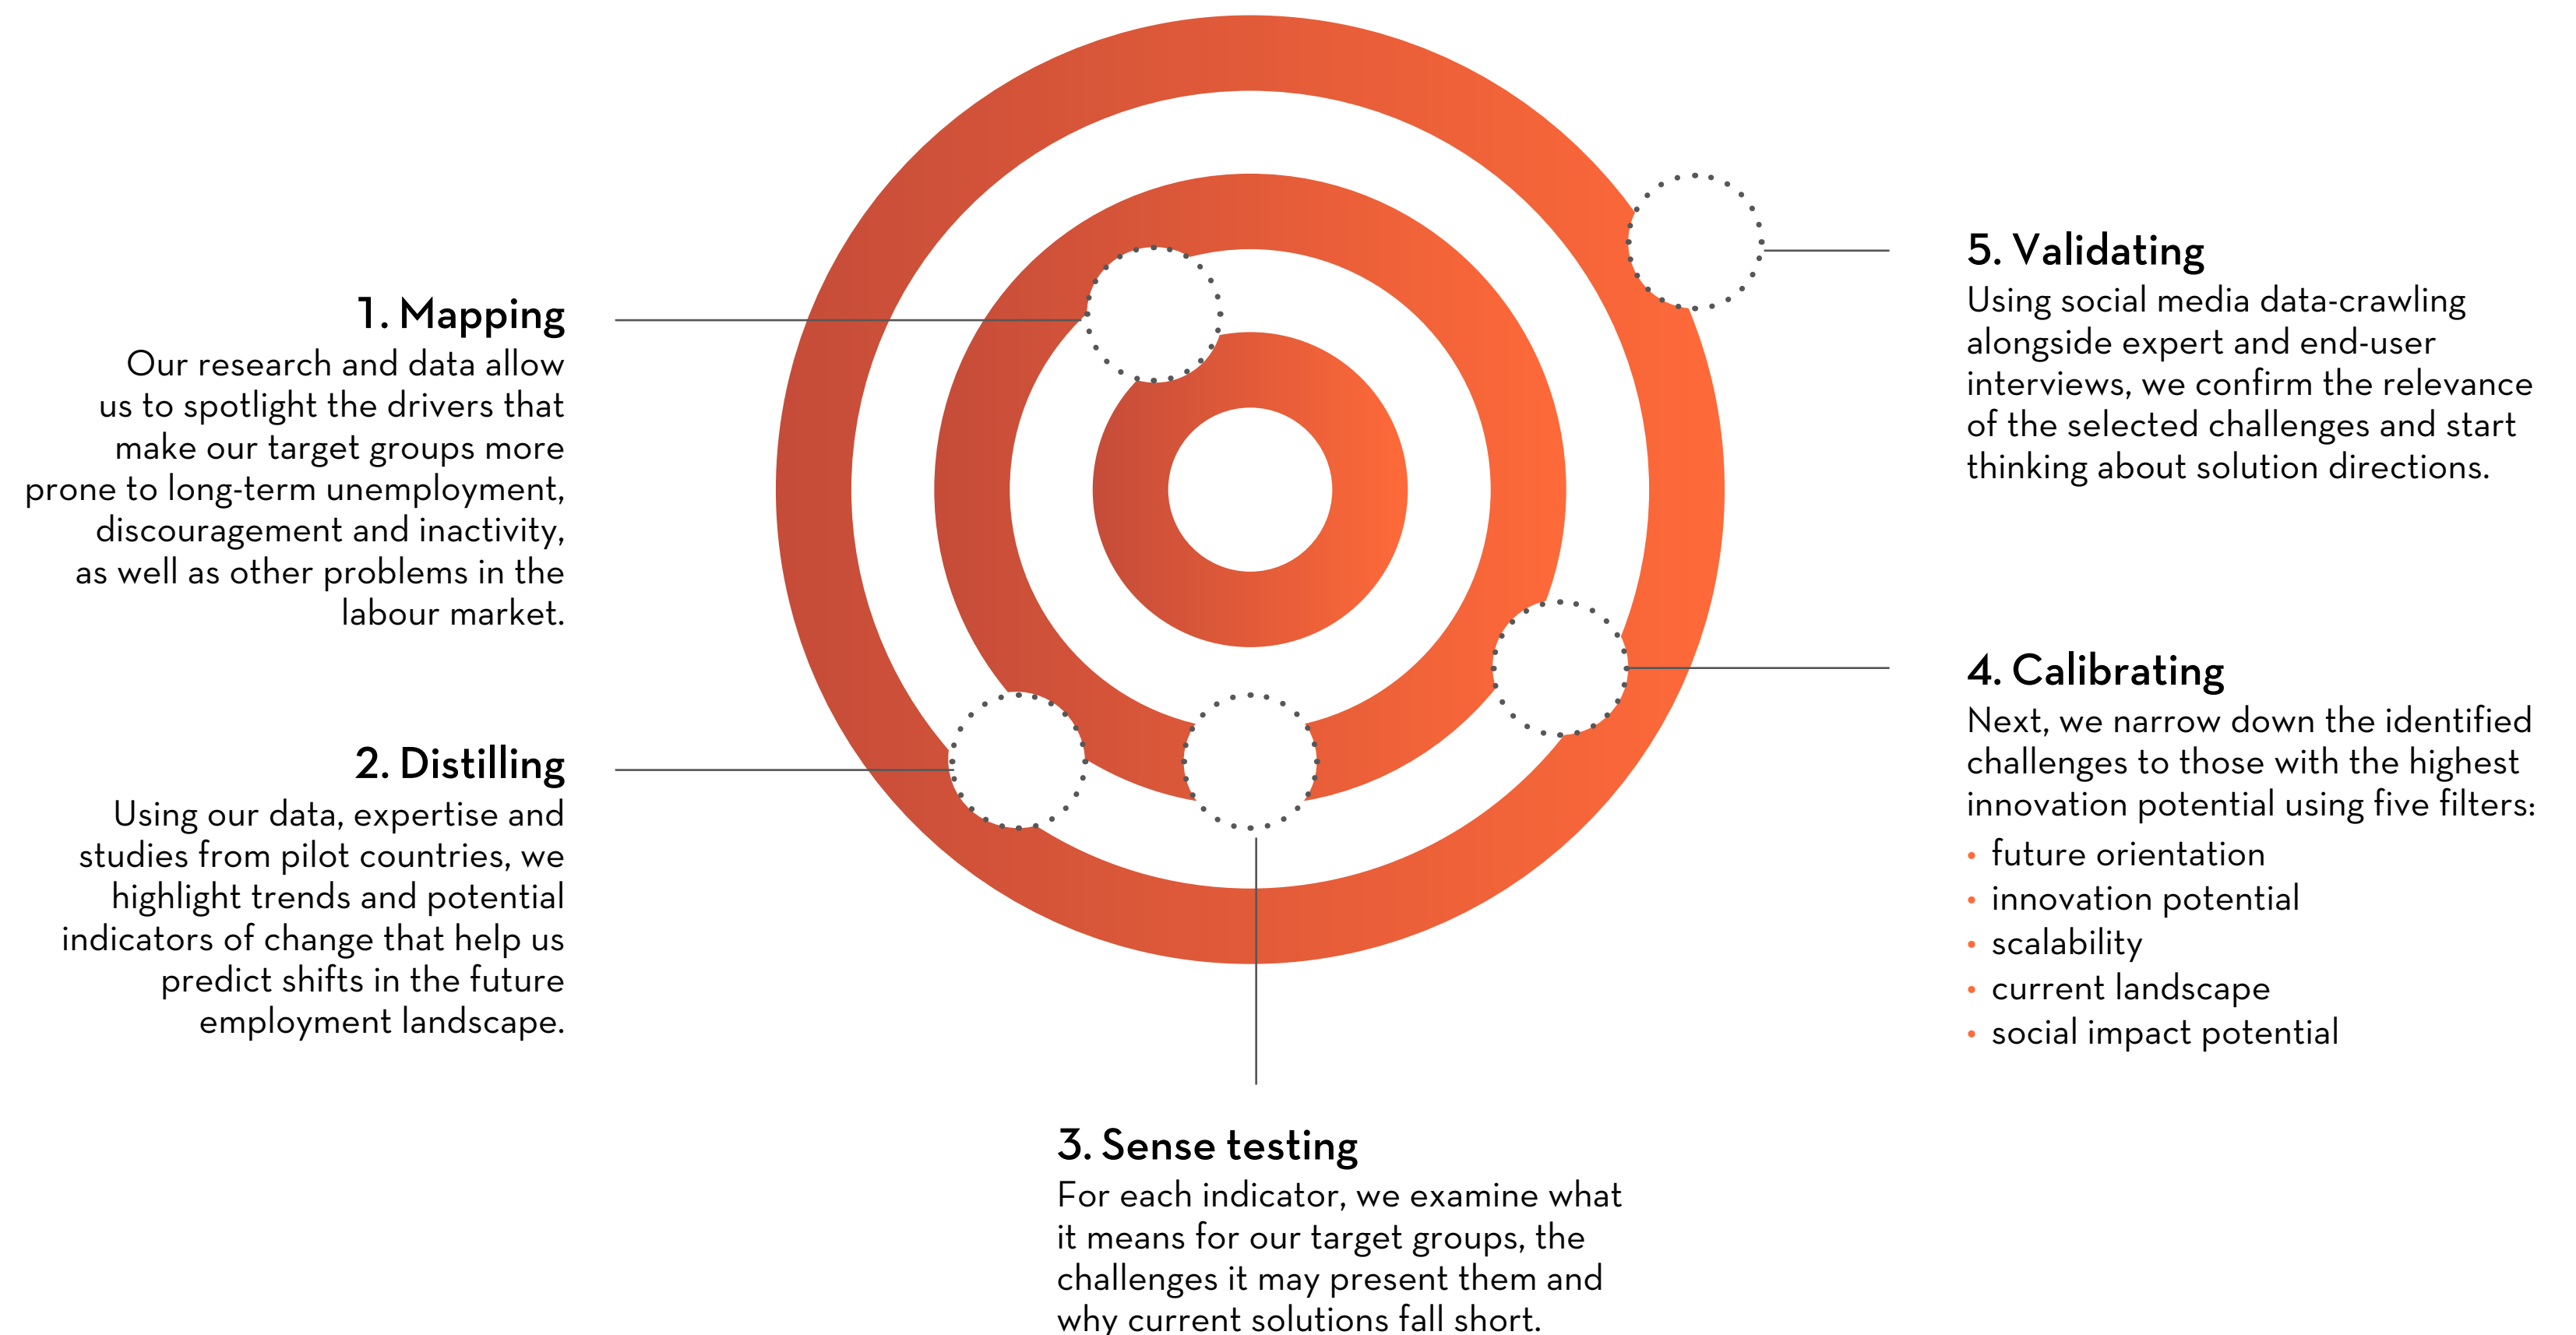 1. Mapping
Our research and data allow
us to spotlight the drivers that
make our target groups more
prone to long-term unemployment,
discouragement and inactivity,
as well as other problems in the
labour market.
2. Distilling
Using our data, expertise and
studies from pilot countries, we
highlight trends and potential
indicators of change that help us
predict shifts in the future
employment landscape.
3. Sense testing
For each indicator, we examine what
it means for our target groups, the
challenges it may present them and
why current solutions fall short.
4. Calibrating
Next, we narrow down the identified
challenges to those with the highest
innovation potential using five filters:
• future orientation
• innovation potential
• scalability
• current landscape
• social impact potential
5. Validating
Using social media data-crawling
alongside expert and end-user
interviews, we confirm the relevance
of the selected challenges and start
thinking about solution directions.